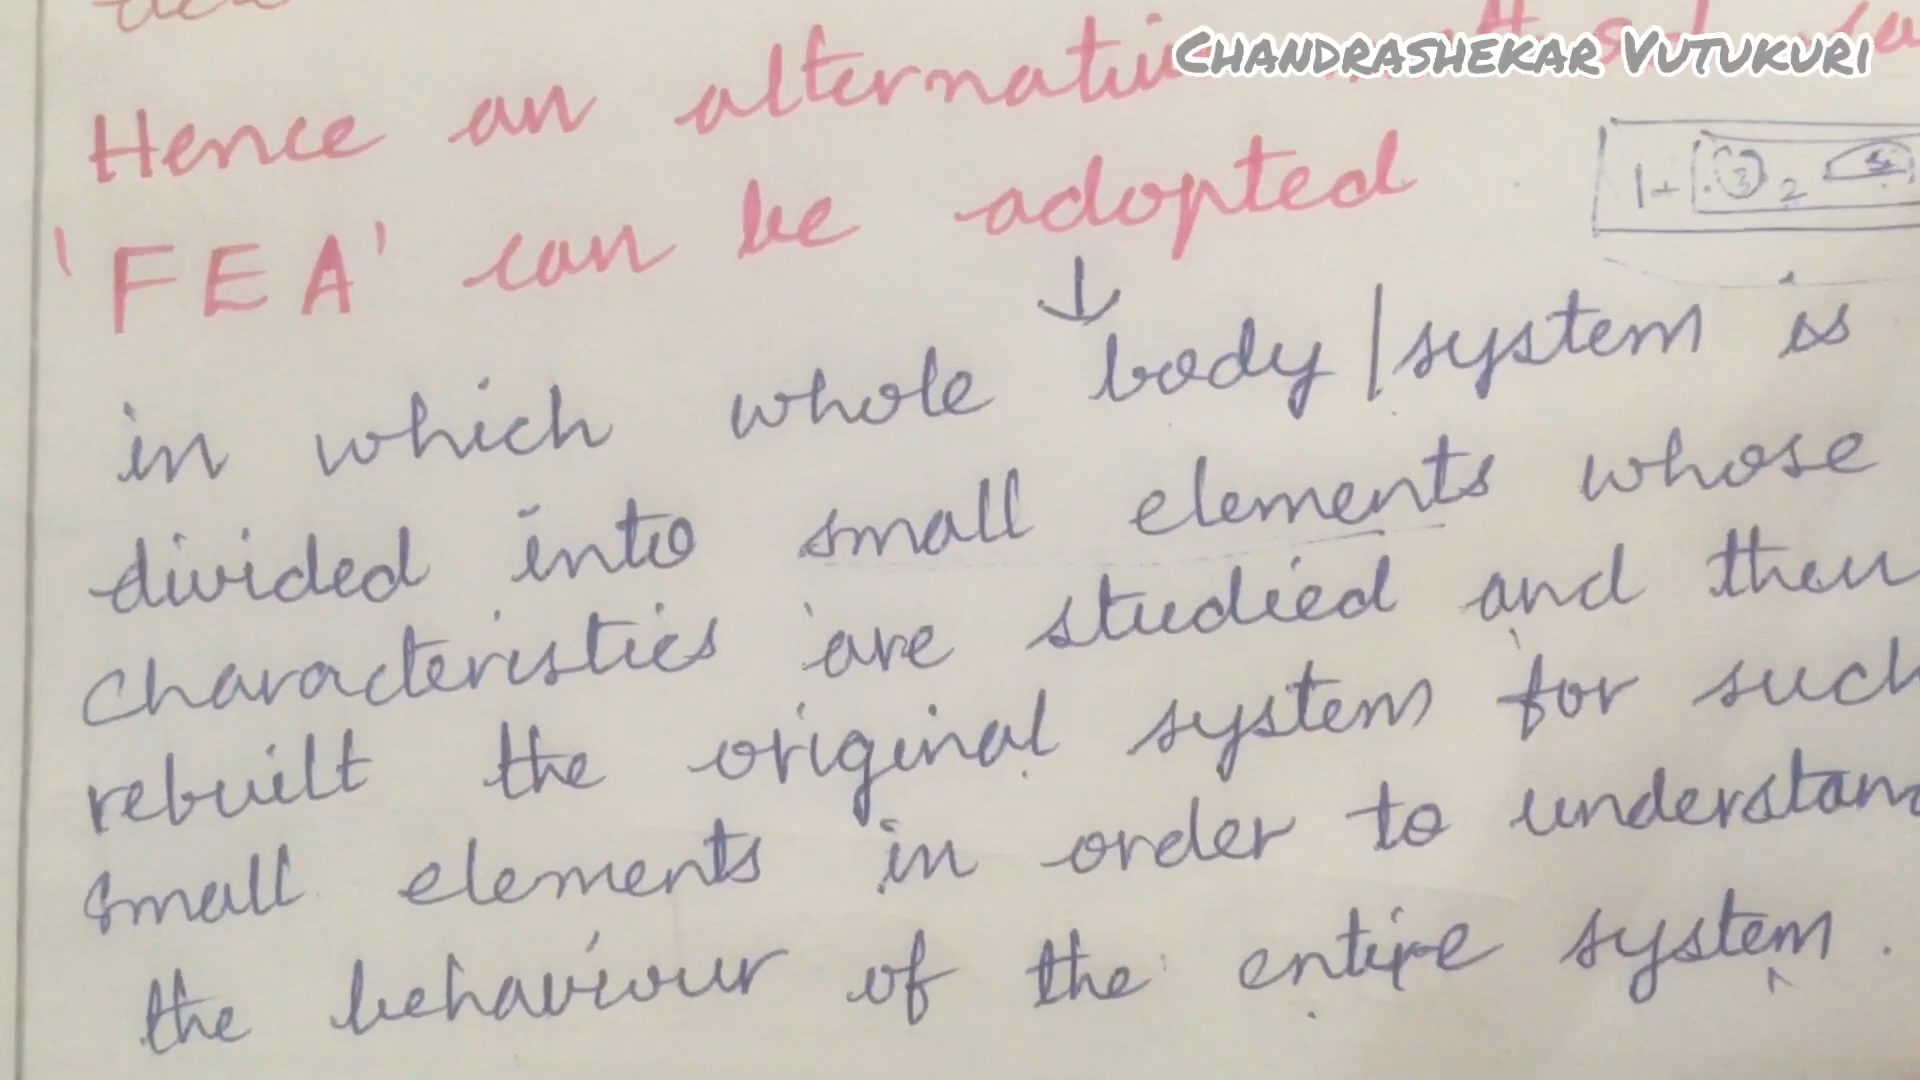 CHANDRASHEKAR VUTUKURI
Hence an
'FEA' can be adopted
↓
in which whole body/system is
divided into small elements whose
characteristics are studied and then
rebuilt the original system for such
small elements in order to
the behaviour of the entire system.